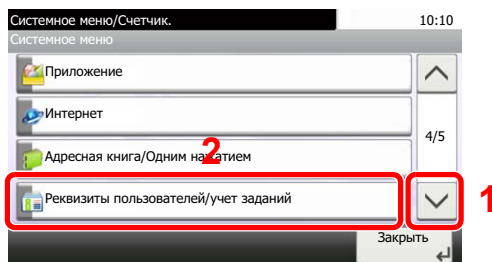 Системное меню/Счетчик. 10:10
Системное меню
Приложение
Интернет
4/5
2
Адресная книга/Одним нажатием
Реквизиты пользователей/учет заданий
1
Закрыть